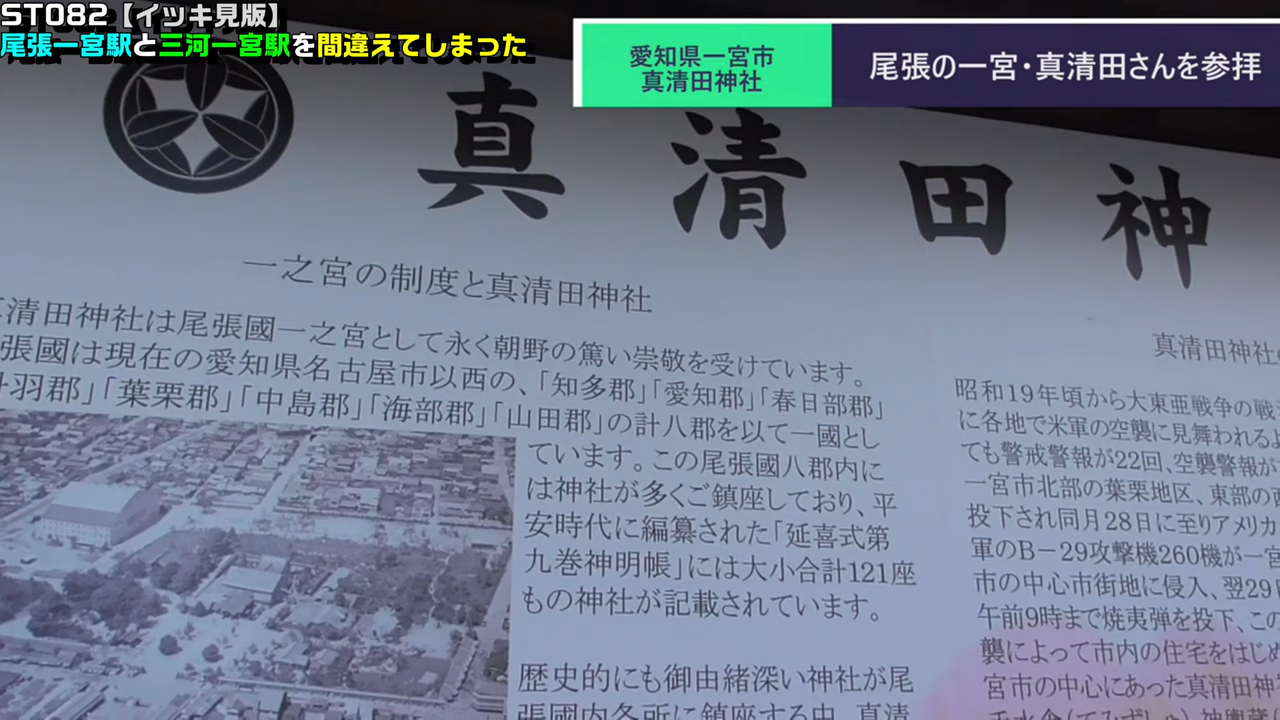 ST082【イッキ見版】
尾張一宮駅と三河一宮駅を間違えてしまった
愛知県一宮市
真清田神社
尾張の一宮・真清田さんを参拝
真清田神
一之宮の制度と真清田神社
清田神社は尾張國一之宮として永く朝野の篤い崇敬を受けています。
張國は現在の愛知県名古屋市以西の、「知多郡」「愛知郡」「春日部郡」
羽郡」「葉栗郡」「中島郡」「海部郡」「山田郡」の計八郡を以て一國とし
ています。この尾張國八郡内に
は神社が多くご鎮座しており、平
安時代に編纂された「延喜式第
九巻神明帳」には大小合計121座
もの神社が記載されています。
歴史的にも御由緒深い神社が尾
張國内各所に鎮座する中、真清
真清田神社
昭和19年頃から大東亜戦争の戦
に各地で米軍の空襲に見舞われる
ても警戒警報が22回、空襲警報が
一宮市北部の葉栗地区、東部の
投下され同月28日に至りアメリカ
軍のB－29攻撃機260機が一宮
市の中心市街地に侵入、翌29
午前9時まで焼夷弾を投下、この
襲によって市内の住宅をはじめ
宮市の中心にあった真清田神社